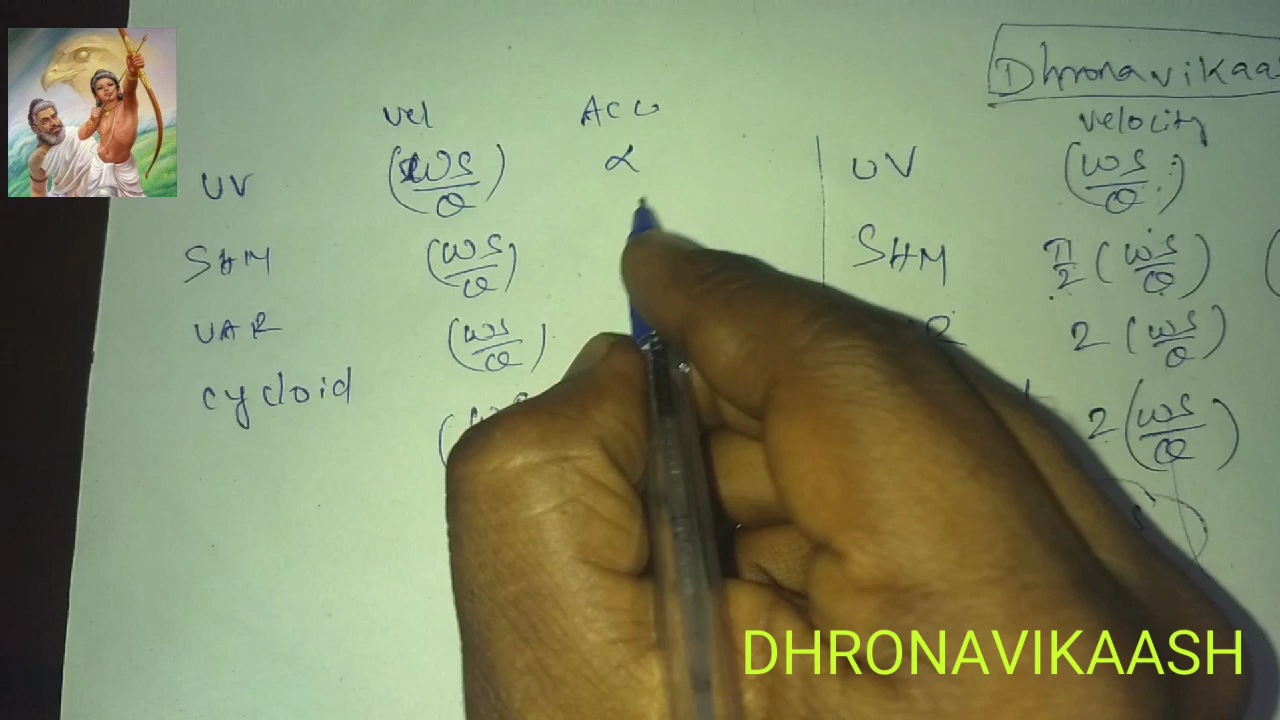 Dhronavikaa
Vel Acc
UV (ωs/θ) α
SHM (ωs/θ)
UAR (ωs/θ)
cycloid
velocity
UV (ωs/θ)
SHM π/2 (ωs/θ) (
R 2 (ωs/θ)
2 (ωs/θ)
DHRONAVIKAASH